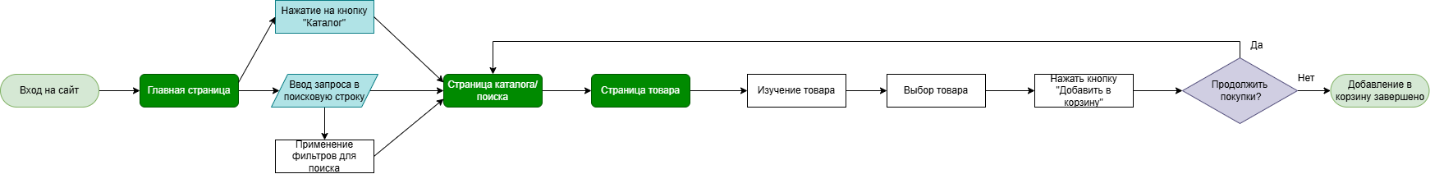 Нажатие на кнопку
"Каталог"
Вход на сайт
Главная страница
Ввод запроса в
поисковую строку
Применение
фильтров для
поиска
Страница каталога/
поиска
Страница товара
Изучение товара
Выбор товара
Нажать кнопку
"Добавить в
корзину"
Продолжить
покупки?
Да
Нет
Добавление в
корзину завершено